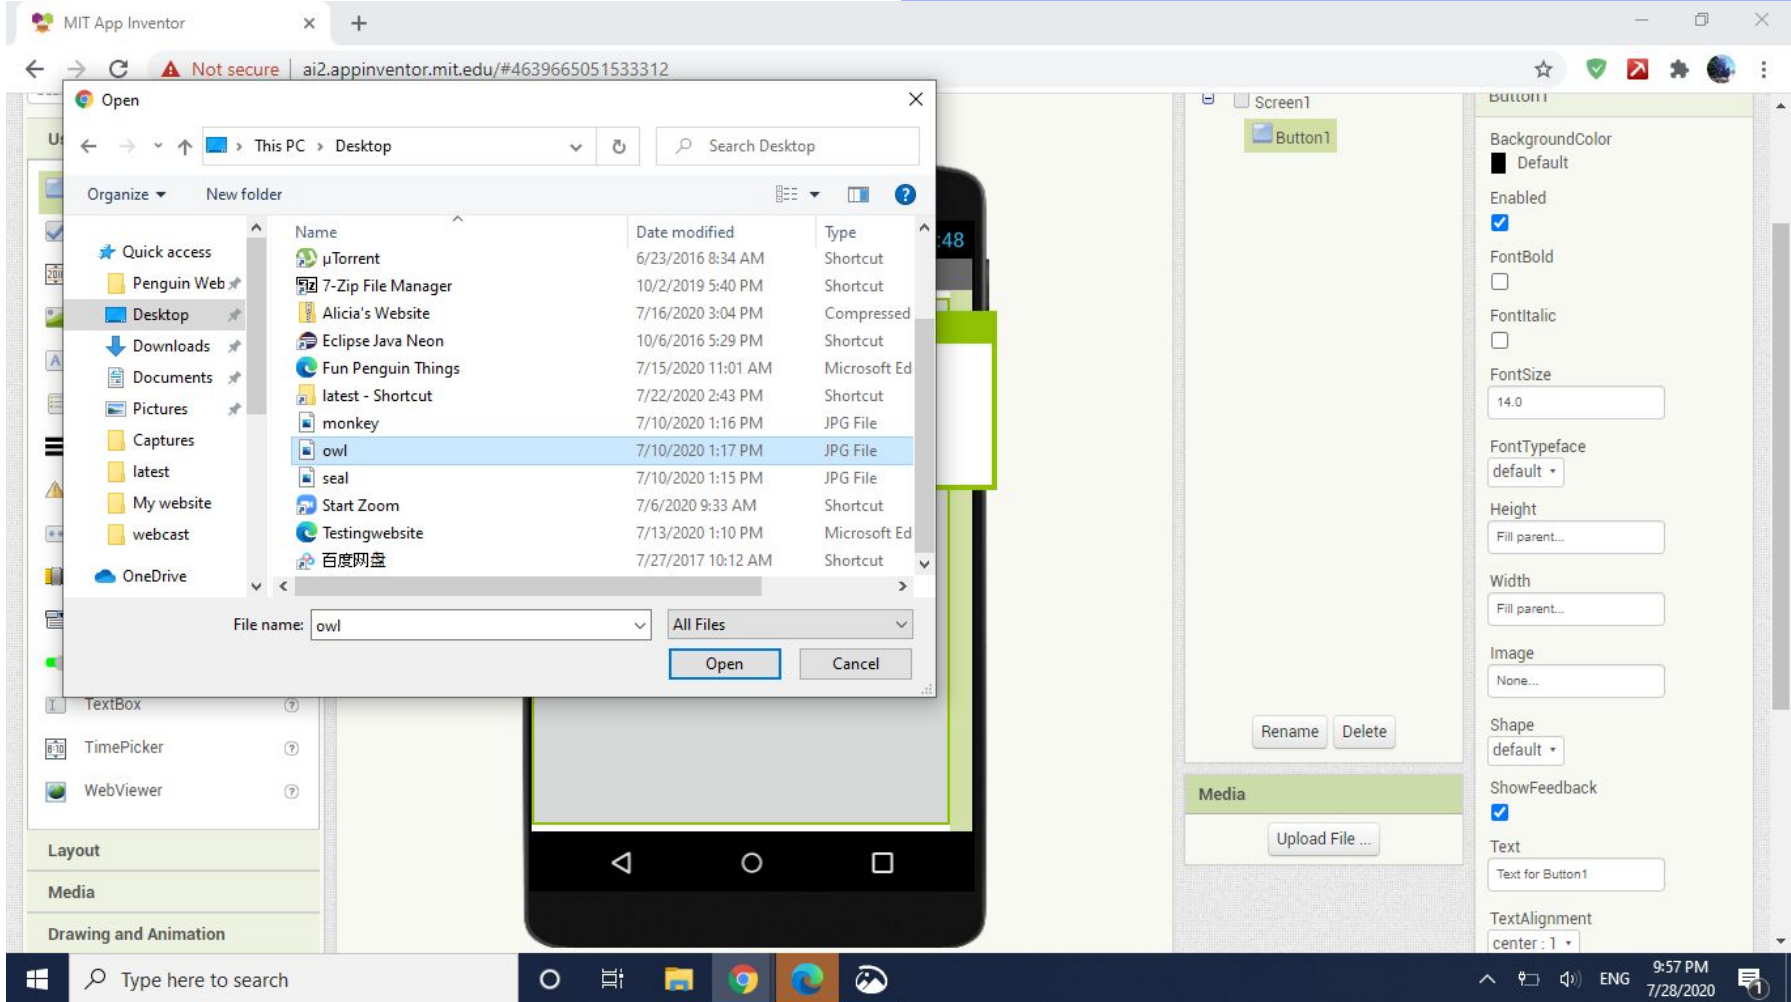 MIT App Inventor
Not secure
ai2.appinventor.mit.edu/#4639665051533312
Open
This PC
Desktop
Search Desktop
Organize
New folder
Name
Date modified
Type
Quick access
Penguin Web
Desktop
Downloads
Documents
Pictures
Captures
latest
My website
webcast
OneDrive
µTorrent 6/23/2016 8:34 AM Shortcut
7-Zip File Manager 10/2/2019 5:40 PM Shortcut
Alicia's Website 7/16/2020 3:04 PM Compressed
Eclipse Java Neon 10/6/2016 5:29 PM Shortcut
Fun Penguin Things 7/15/2020 11:01 AM Microsoft Ed
latest - Shortcut 7/22/2020 2:43 PM Shortcut
monkey 7/10/2020 1:16 PM JPG File
owl 7/10/2020 1:17 PM JPG File
seal 7/10/2020 1:15 PM JPG File
Start Zoom 7/6/2020 9:33 AM Shortcut
Testingwebsite 7/13/2020 1:10 PM Microsoft Ed
百度网盘 7/27/2017 10:12 AM Shortcut
File name: owl
All Files
Open
Cancel
:48
TextBox
TimePicker
WebViewer
Layout
Media
Drawing and Animation
Screen1
Button1
Rename
Delete
Media
Upload File ...
Button1
BackgroundColor
Default
Enabled
FontBold
FontItalic
FontSize
14.0
FontTypeface
default
Height
Fill parent...
Width
Fill parent...
Image
None...
Shape
default
ShowFeedback
Text
Text for Button1
TextAlignment
center : 1
Type here to search
ENG
9:57 PM
7/28/2020
1